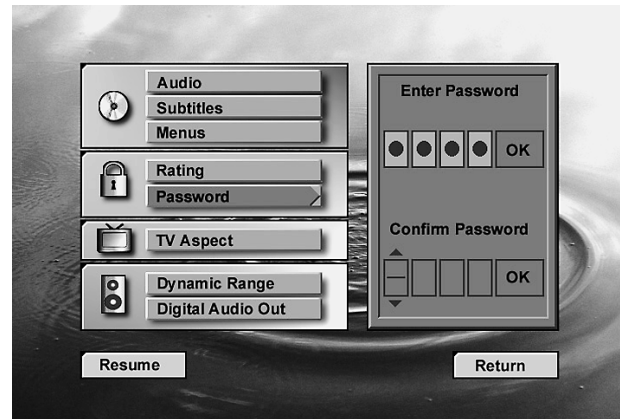 Audio
Subtitles
Menus
Rating
Password
TV Aspect
Dynamic Range
Digital Audio Out
Enter Password
OK
Confirm Password
OK
Resume
Return